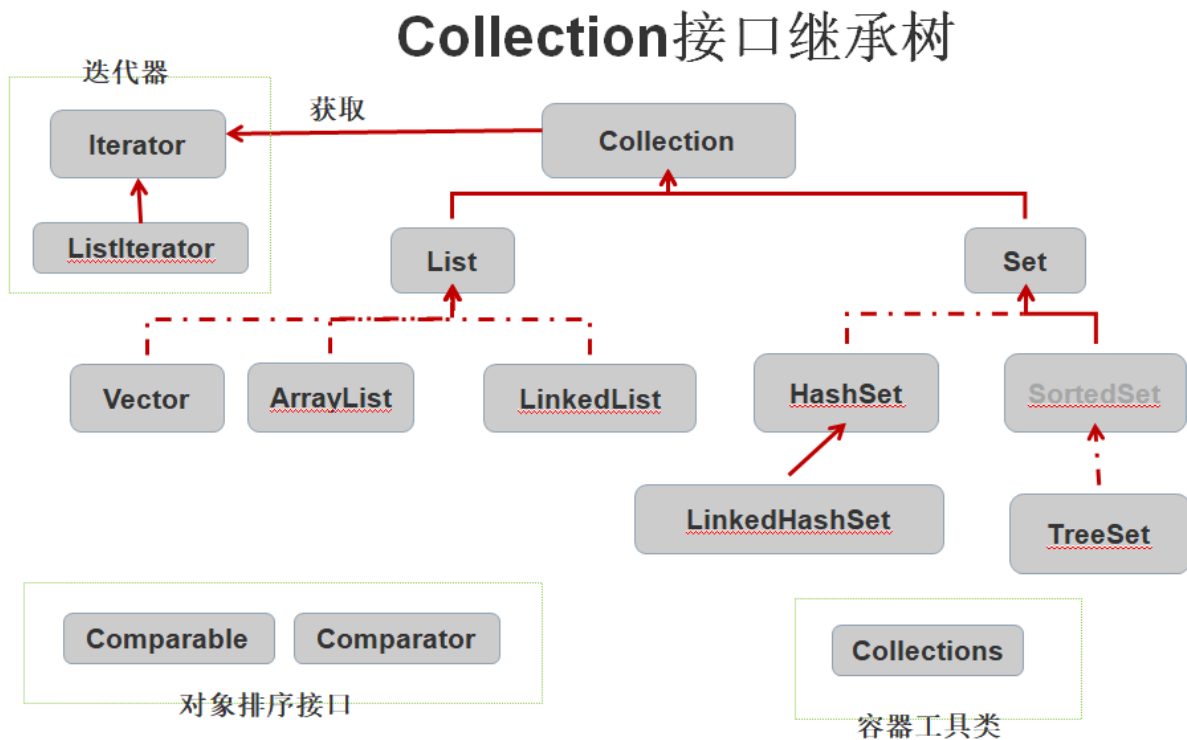 Collection接口继承树
迭代器
获取
Iterator
Collection
ListIterator
List
Set
Vector
ArrayList
LinkedList
HashSet
SortedSet
LinkedHashSet
TreeSet
Comparable
Comparator
对象排序接口
Collections
容器工具类